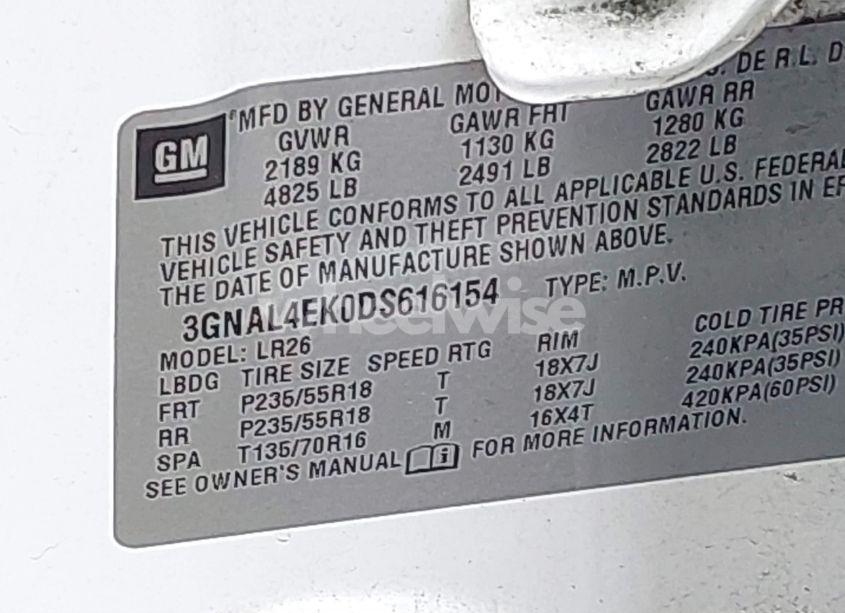 GM
MFD BY GENERAL MOT
DE R.L. D
GVWR GAWR FRT GAWR RR
2189 KG 1130 KG 1280 KG
4825 LB 2491 LB 2822 LB
THIS VEHICLE CONFORMS TO ALL APPLICABLE U.S. FEDERAL
VEHICLE SAFETY AND THEFT PREVENTION STANDARDS IN EF
THE DATE OF MANUFACTURE SHOWN ABOVE.
3GNAL4EK0DS616154 TYPE: M.P.V.
wheelwise
MODEL: LR26
LBDG TIRE SIZE SPEED RTG RIM COLD TIRE PR
FRT P235/55R18 T 18X7J 240KPA(35PSI)
RR P235/55R18 T 18X7J 240KPA(35PSI)
SPA T135/70R16 M 16X4T 420KPA(60PSI)
SEE OWNER'S MANUAL i FOR MORE INFORMATION.